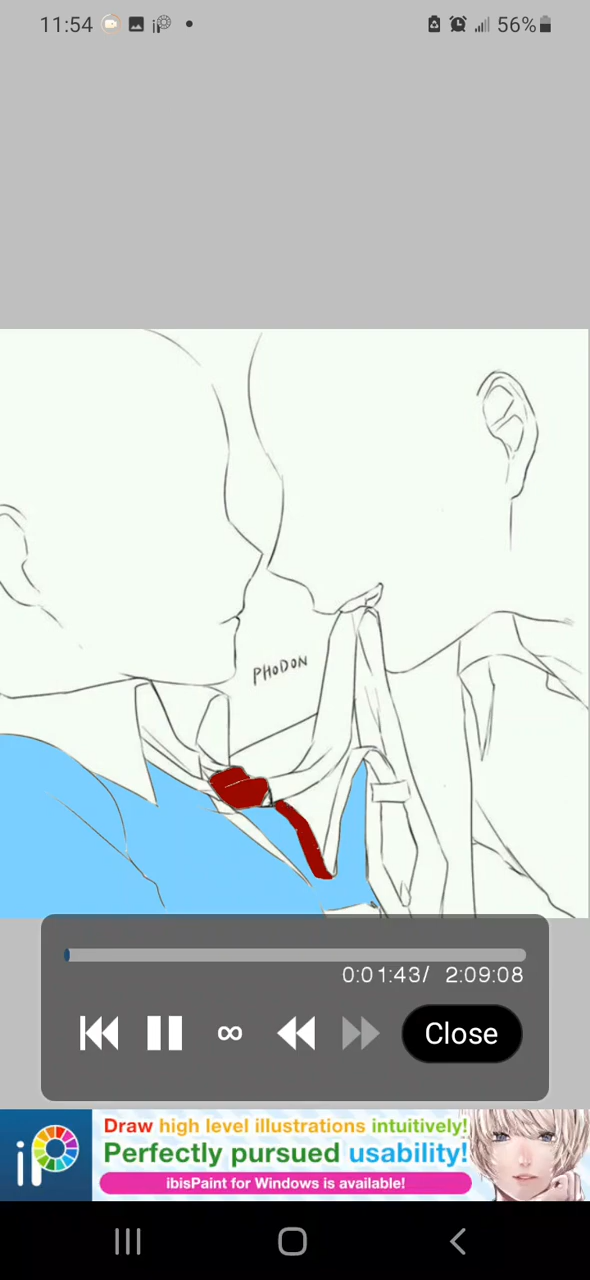 11:54
56%
PHODON
0:01:43/ 2:09:08
Close
iP
Draw high level illustrations intuitively!
Perfectly pursued usability!
ibisPaint for Windows is available!